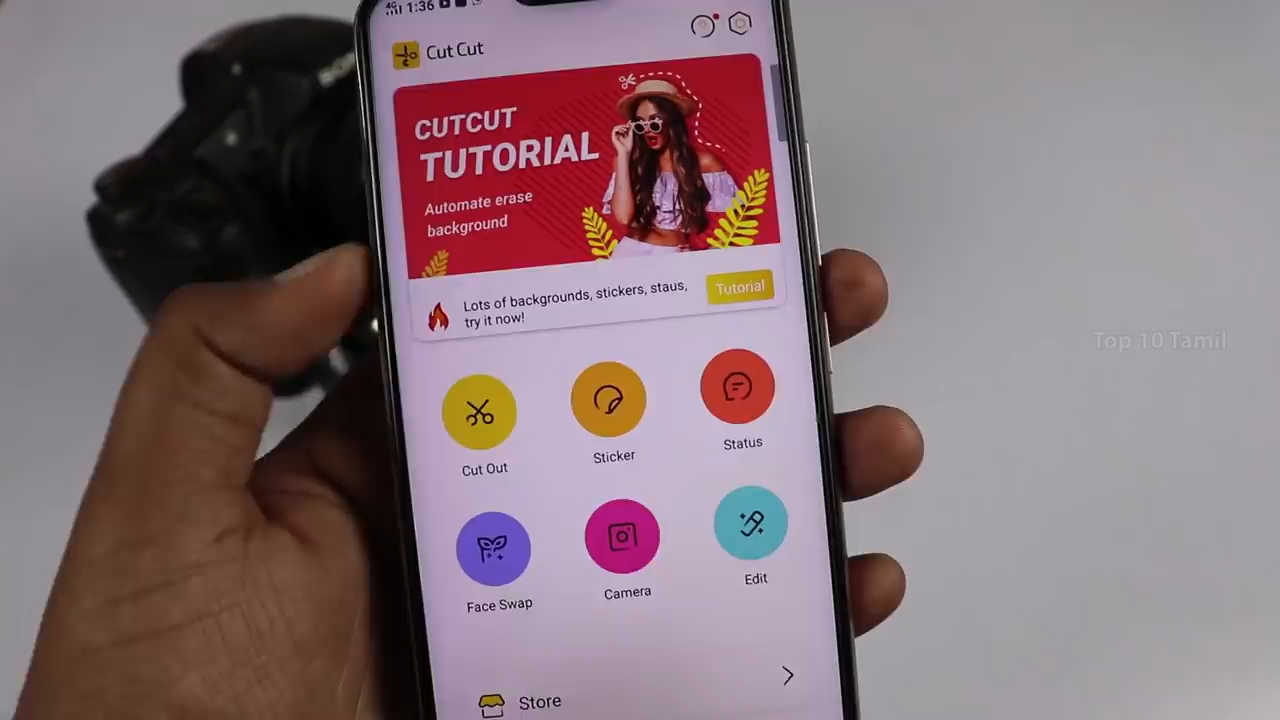 4G 1:36
Cut Cut
CUTCUT
TUTORIAL
Automate erase
background
Lots of backgrounds, stickers, staus,
try it now!
Tutorial
Cut Out
Sticker
Status
Face Swap
Camera
Edit
Store
Top 10 Tamil